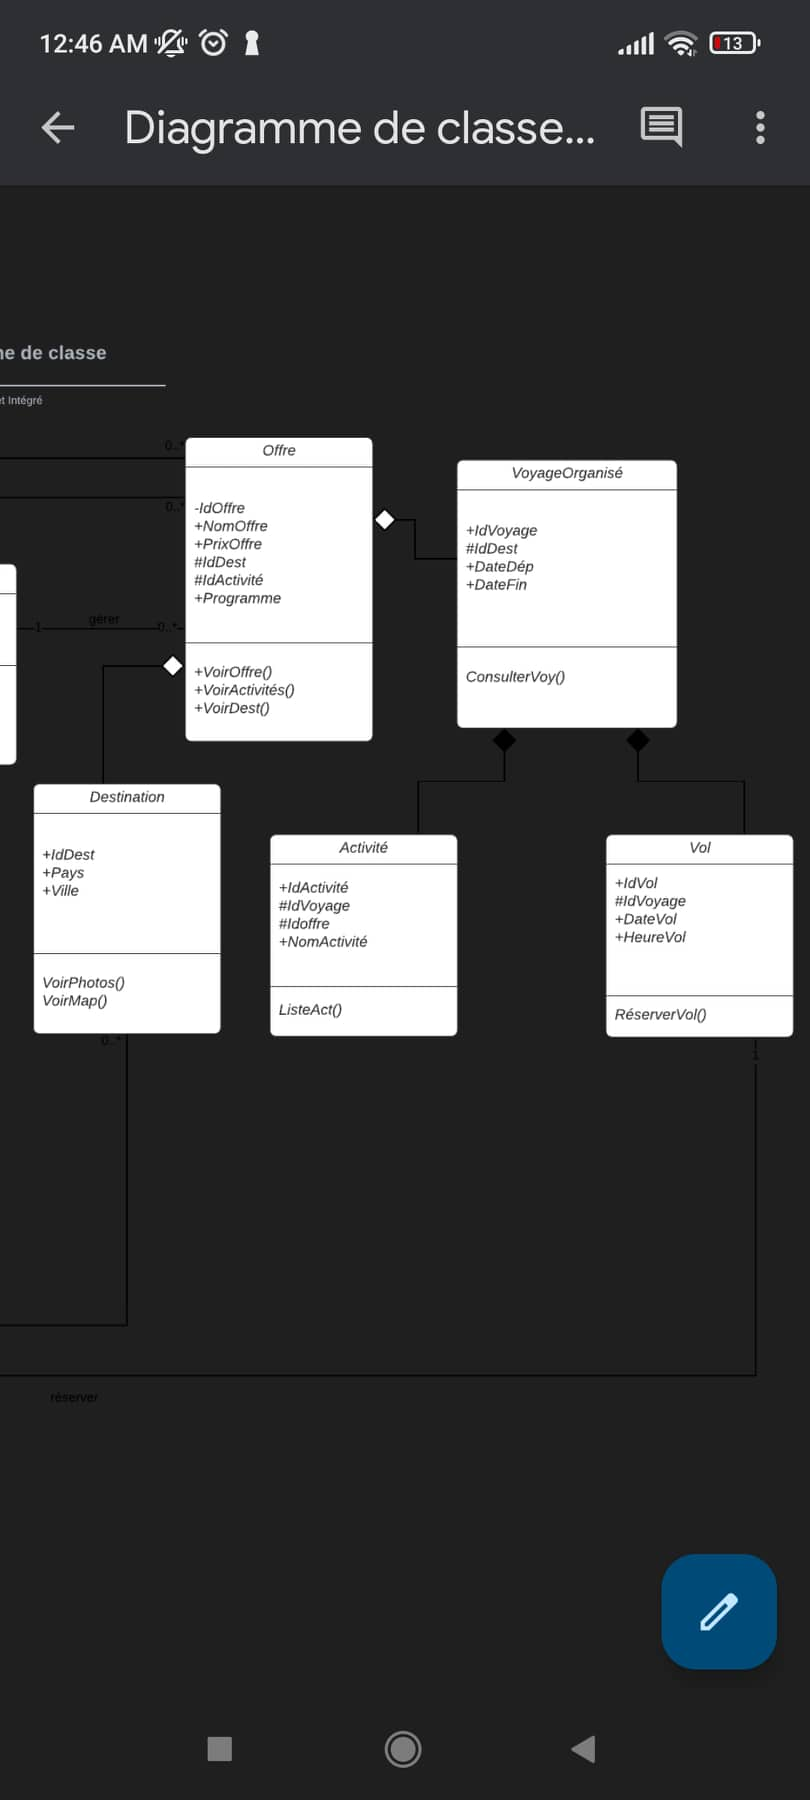 12:46 AM
13
Diagramme de classe...
ne de classe
et Intégré
0..*
Offre
0..*
-IdOffre
+NomOffre
+PrixOffre
#IdDest
#IdActivité
+Programme
1
gérer
0..*
+VoirOffre()
+VoirActivités()
+VoirDest()
VoyageOrganisé
+IdVoyage
#IdDest
+DateDép
+DateFin
ConsulterVoy()
Destination
+IdDest
+Pays
+Ville
VoirPhotos()
VoirMap()
0..*
Activité
+IdActivité
#IdVoyage
#Idoffre
+NomActivité
ListeAct()
Vol
+IdVol
#IdVoyage
+DateVol
+HeureVol
RéserverVol()
1
réserver